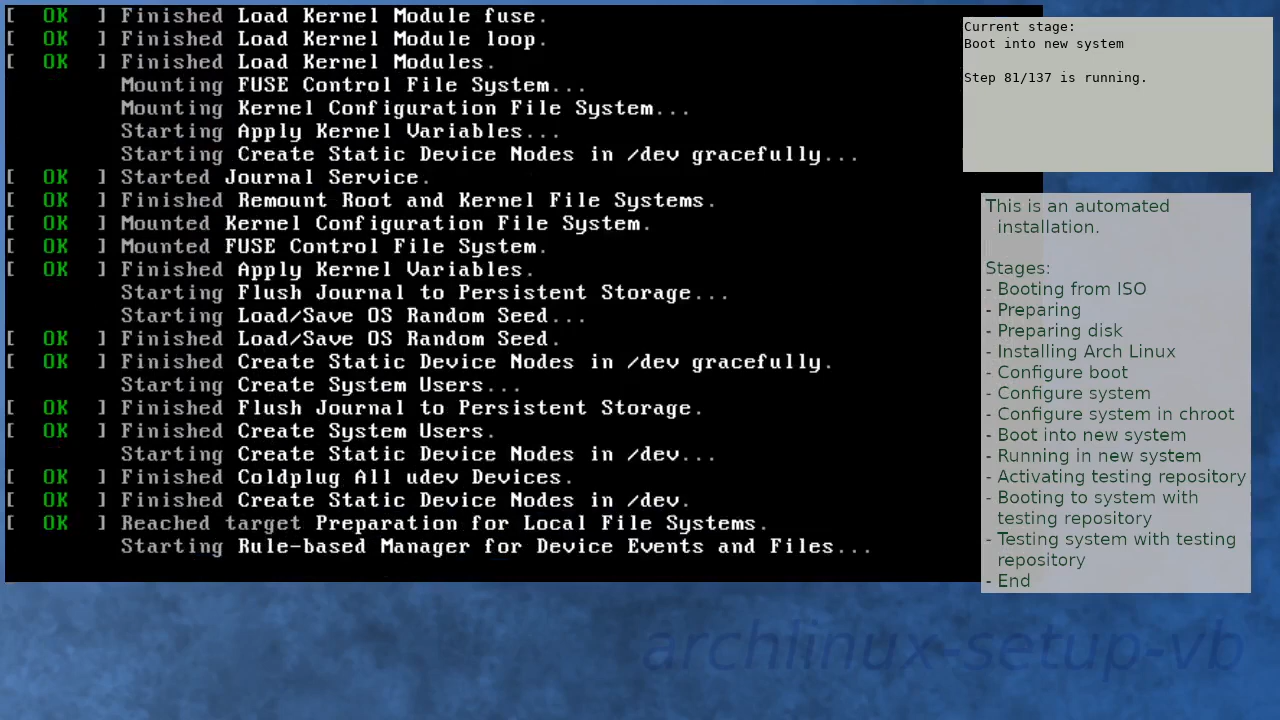 [  OK  ] Finished Load Kernel Module fuse.
[  OK  ] Finished Load Kernel Module loop.
[  OK  ] Finished Load Kernel Modules.
Mounting FUSE Control File System...
Mounting Kernel Configuration File System...
Starting Apply Kernel Variables...
Starting Create Static Device Nodes in /dev gracefully...
[  OK  ] Started Journal Service.
[  OK  ] Finished Remount Root and Kernel File Systems.
[  OK  ] Mounted Kernel Configuration File System.
[  OK  ] Mounted FUSE Control File System.
[  OK  ] Finished Apply Kernel Variables.
Starting Flush Journal to Persistent Storage...
Starting Load/Save OS Random Seed...
[  OK  ] Finished Load/Save OS Random Seed.
[  OK  ] Finished Create Static Device Nodes in /dev gracefully.
Starting Create System Users...
[  OK  ] Finished Flush Journal to Persistent Storage.
[  OK  ] Finished Create System Users.
Starting Create Static Device Nodes in /dev...
[  OK  ] Finished Coldplug All udev Devices.
[  OK  ] Finished Create Static Device Nodes in /dev.
[  OK  ] Reached target Preparation for Local File Systems.
Starting Rule-based Manager for Device Events and Files...
Current stage:
Boot into new system
Step 81/137 is running.
This is an automated
installation.
Stages:
- Booting from ISO
- Preparing
- Preparing disk
- Installing Arch Linux
- Configure boot
- Configure system
- Configure system in chroot
- Boot into new system
- Running in new system
- Activating testing repository
- Booting to system with
testing repository
- Testing system with testing
repository
- End
archlinux-setup-vb